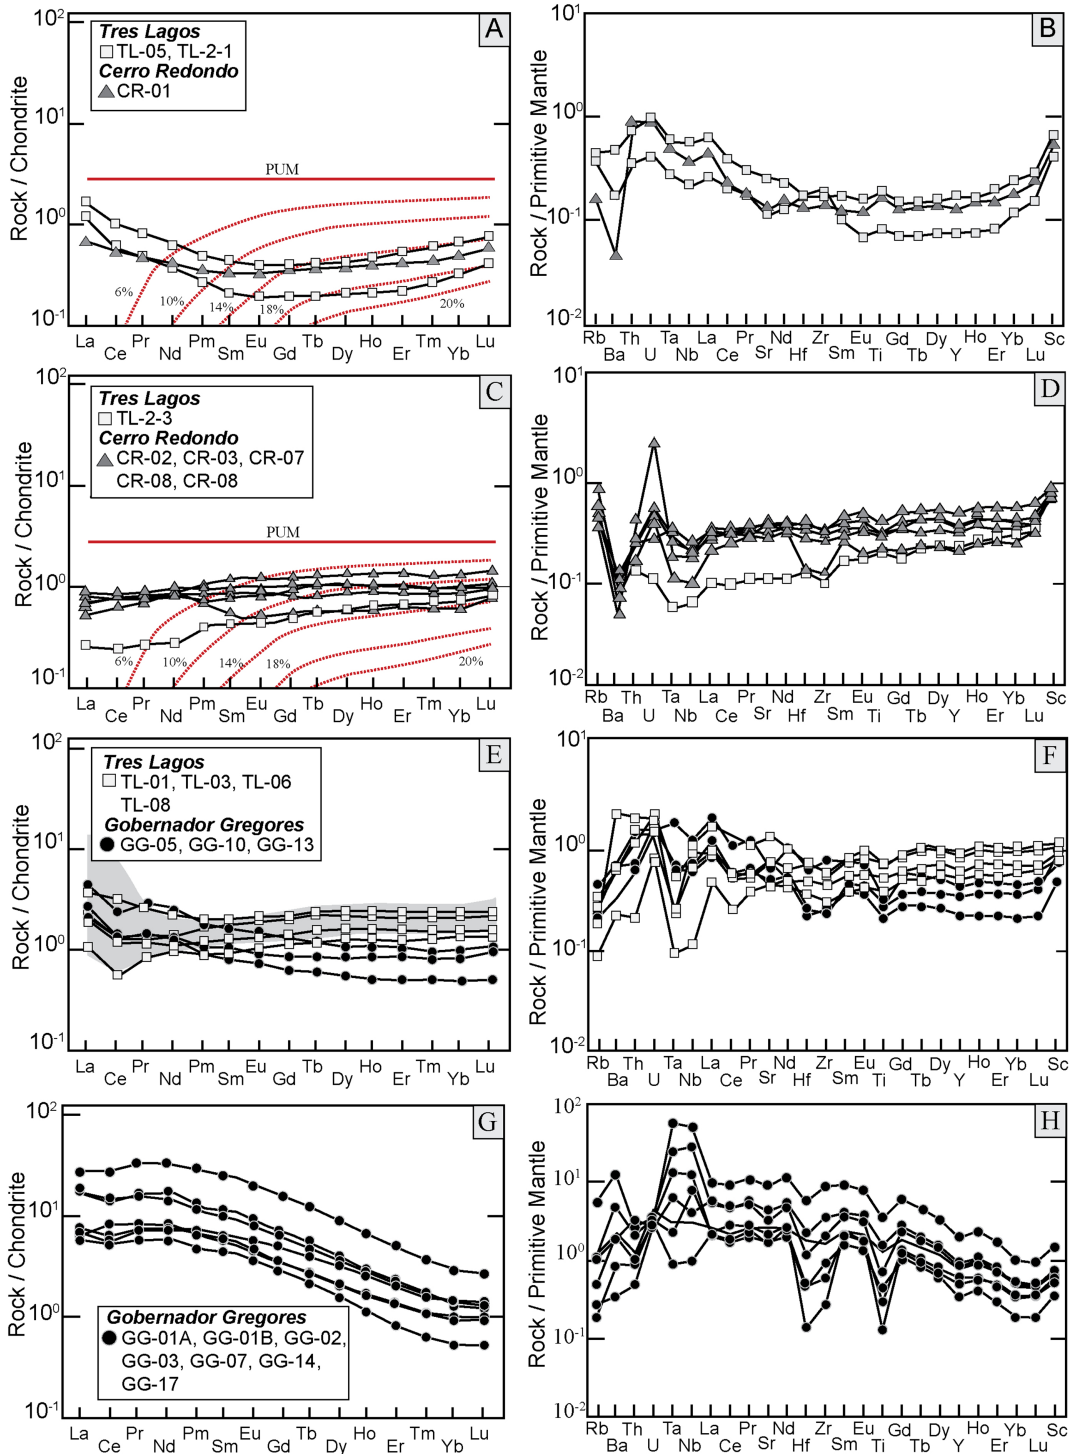 A
10²
10¹
10⁰
10⁻¹
Rock / Chondrite
Tres Lagos
TL-05, TL-2-1
Cerro Redondo
CR-01
PUM
6%
10%
14%
18%
20%
La Ce Pr Nd Pm Sm Eu Gd Tb Dy Ho Er Tm Yb Lu
B
10¹
10⁰
10⁻¹
10⁻²
Rock / Primitive Mantle
Rb Ba Th U Ta Nb La Ce Pr Sr Nd Hf Zr Sm Eu Ti Gd Tb Dy Y Ho Er Yb Lu Sc
C
10²
10¹
10⁰
10⁻¹
Rock / Chondrite
Tres Lagos
TL-2-3
Cerro Redondo
CR-02, CR-03, CR-07
CR-08, CR-08
PUM
6%
10%
14%
18%
20%
La Ce Pr Nd Pm Sm Eu Gd Tb Dy Ho Er Tm Yb Lu
D
10¹
10⁰
10⁻¹
10⁻²
Rock / Primitive Mantle
Rb Ba Th U Ta Nb La Ce Pr Sr Nd Hf Zr Sm Eu Ti Gd Tb Dy Y Ho Er Yb Lu Sc
E
10²
10¹
10⁰
10⁻¹
Rock / Chondrite
Tres Lagos
TL-01, TL-03, TL-06
TL-08
Gobernador Gregores
GG-05, GG-10, GG-13
La Ce Pr Nd Pm Sm Eu Gd Tb Dy Ho Er Tm Yb Lu
F
10¹
10⁰
10⁻¹
10⁻²
Rock / Primitive Mantle
Rb Ba Th U Ta Nb La Ce Pr Sr Nd Hf Zr Sm Eu Ti Gd Tb Dy Y Ho Er Yb Lu Sc
G
10²
10¹
10⁰
10⁻¹
Rock / Chondrite
Gobernador Gregores
GG-01A, GG-01B, GG-02,
GG-03, GG-07, GG-14,
GG-17
La Ce Pr Nd Pm Sm Eu Gd Tb Dy Ho Er Tm Yb Lu
H
10²
10¹
10⁰
10⁻¹
10⁻²
Rock / Primitive Mantle
Rb Ba Th U Ta Nb La Ce Pr Sr Nd Hf Zr Sm Eu Ti Gd Tb Dy Y Ho Er Yb Lu Sc